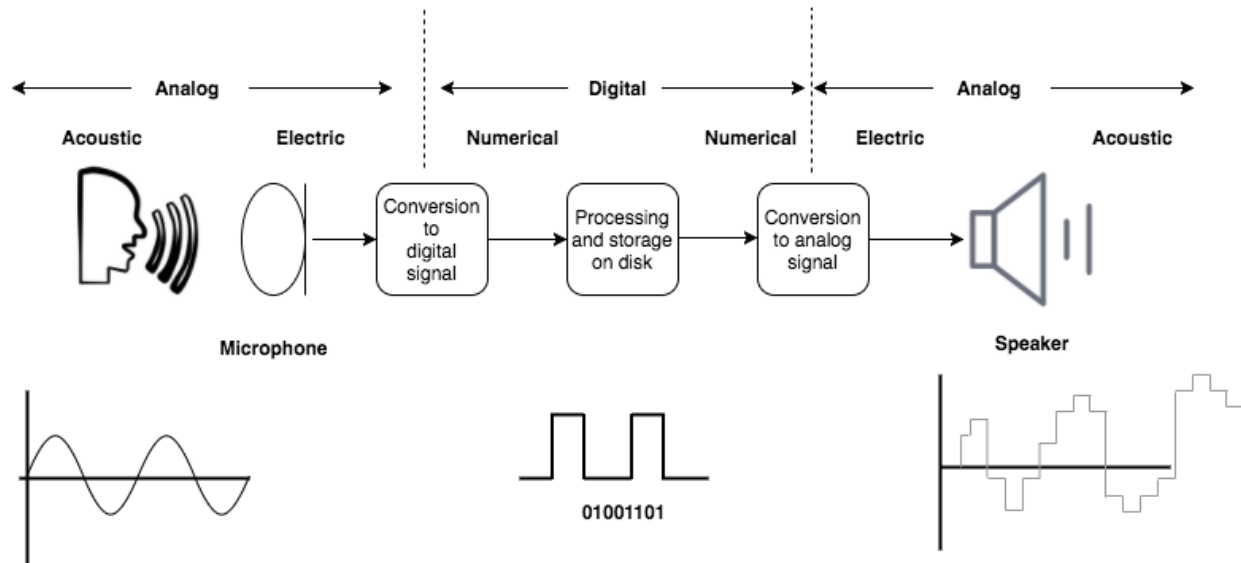 Analog
Digital
Analog
Acoustic
Electric
Numerical
Numerical
Electric
Acoustic
Conversion
to
digital
signal
Processing
and storage
on disk
Conversion
to analog
signal
Microphone
Speaker
01001101